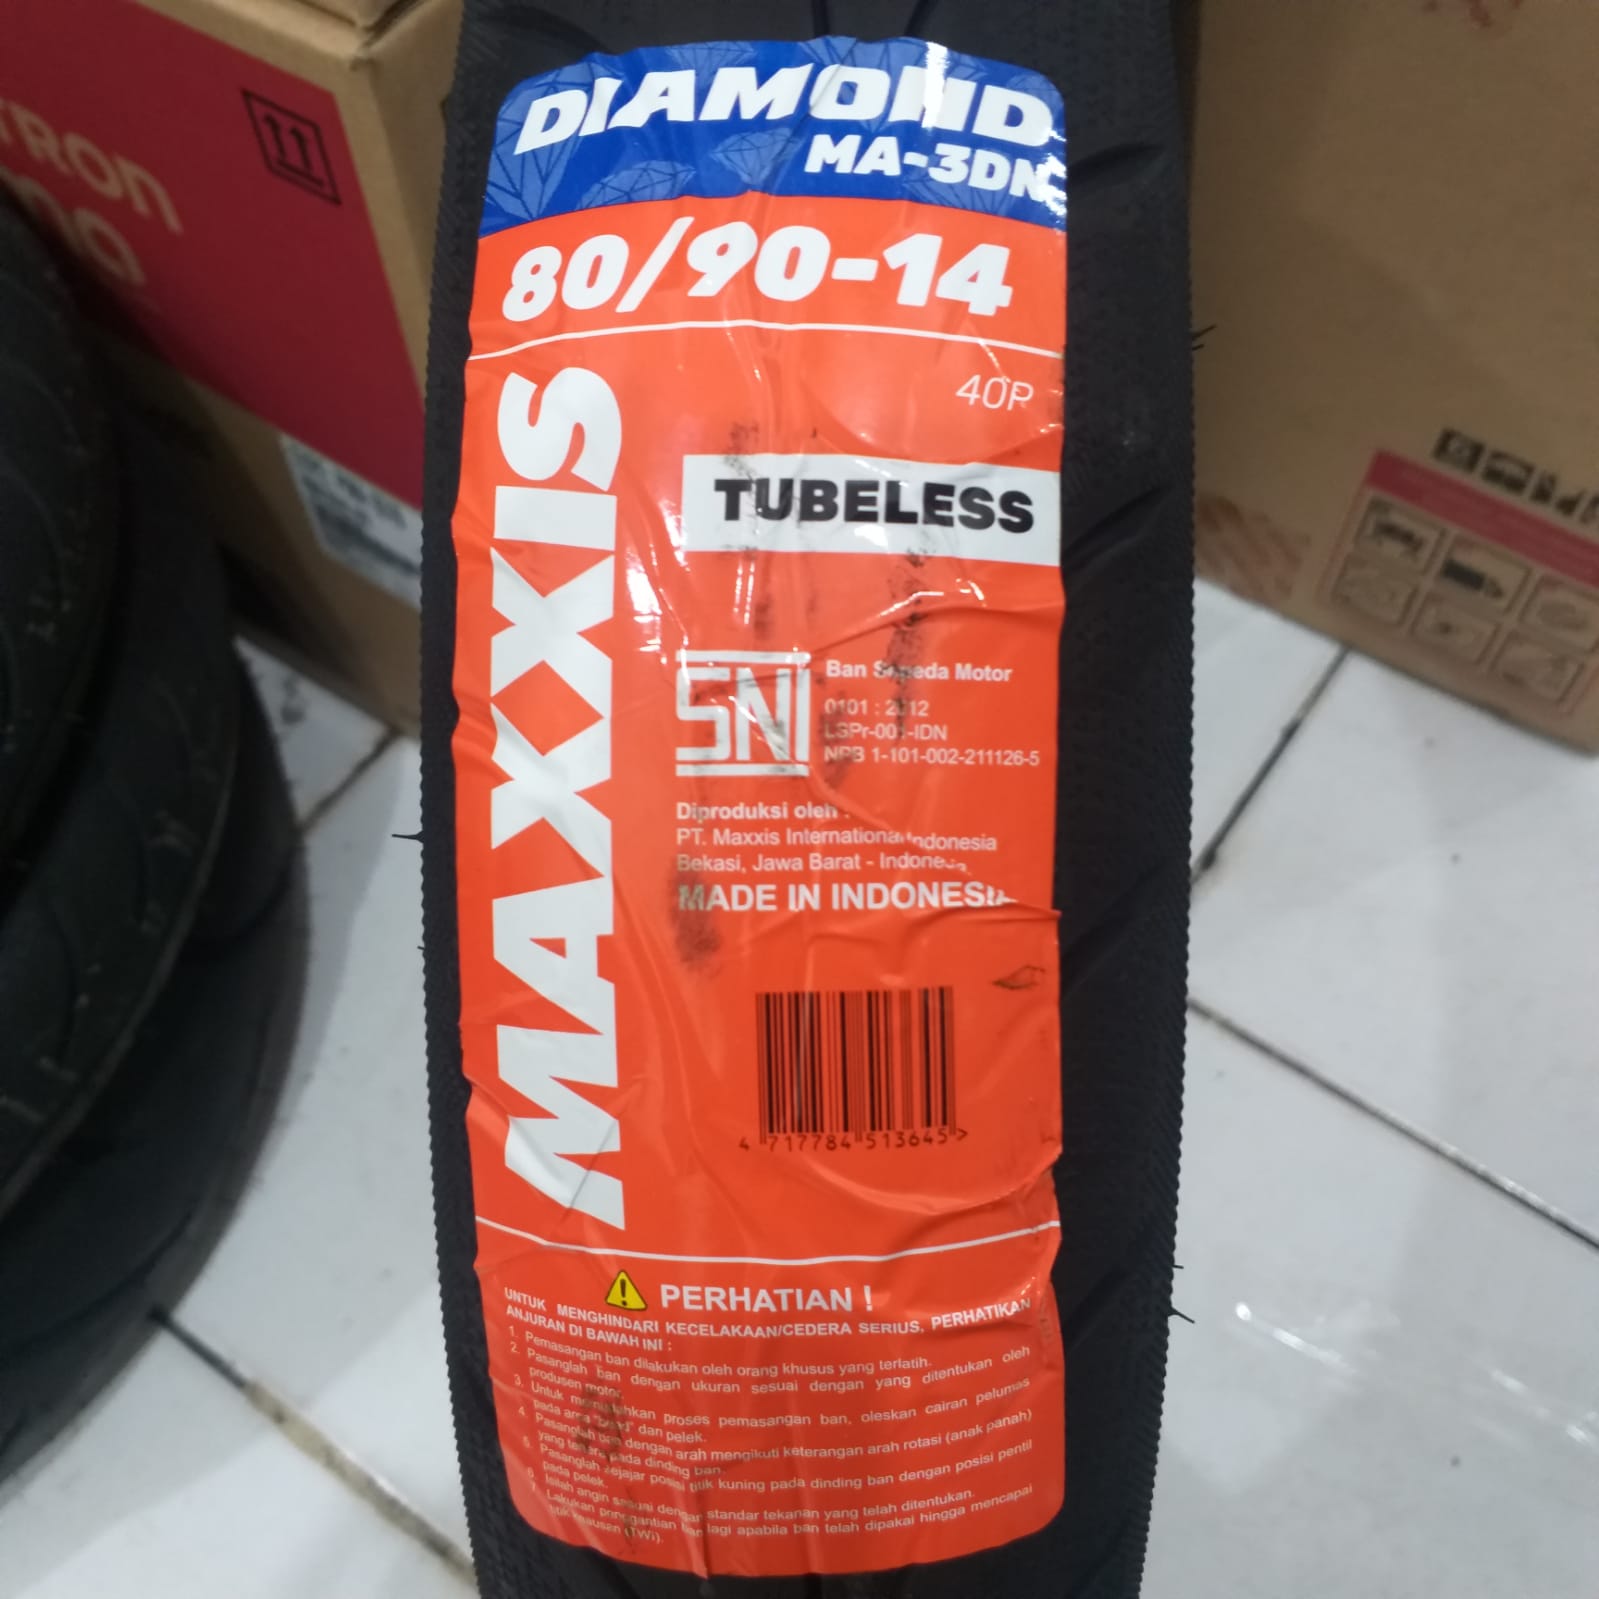 DIAMOND
MA-3DN
80/90-14
40P
MAXXIS
TUBELESS
SNI
Ban Sepeda Motor
0101 : 2012
LSPr-001-IDN
NPB 1-101-002-211126-5
Diproduksi oleh :
PT. Maxxis International Indonesia
Bekasi, Jawa Barat - Indonesia
MADE IN INDONESIA
4 717784 513645 >
PERHATIAN !
UNTUK MENGHINDARI KECELAKAAN/CEDERA SERIUS, PERHATIKAN
ANJURAN DI BAWAH INI :
1. Pemasangan ban dilakukan oleh orang khusus yang terlatih.
2. Pasanglah ban dengan ukuran sesuai dengan yang ditentukan oleh
produsen motor.
3. Untuk memudahkan proses pemasangan ban, oleskan cairan pelumas
pada area "bead" dan pelek.
4. Pasanglah ban dengan arah mengikuti keterangan arah rotasi (anak panah)
yang tertera pada dinding ban.
5. Pasanglah sejajar posisi titik kuning pada dinding ban dengan posisi pentil
pada pelek.
6. Isilah angin sesuai dengan standar tekanan yang telah ditentukan.
7. Lakukan penggantian ban lagi apabila ban telah dipakai hingga mencapai
titik keausan (TWI).
TRON